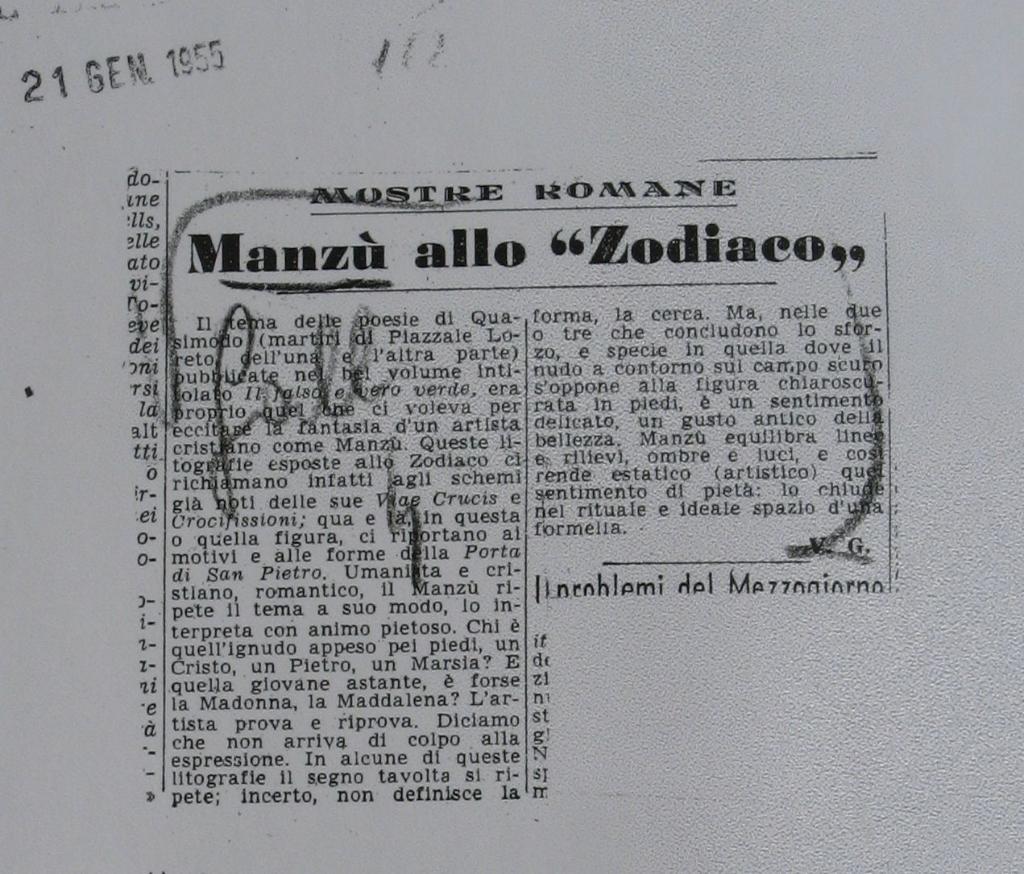 21 GEN. 1955
MOSTRE ROMANE
Manzù allo “Zodiaco„
Il tema delle poesie di Qua-
simodo (martiri di Piazzale Lo-
reto, dell'una e l'altra parte)
pubblicate nel bel volume inti-
tolato Il falso e vero verde, era
proprio quel che ci voleva per
eccitare la fantasia d'un artista
cristiano come Manzù. Queste li-
tografie esposte allo Zodiaco ci
richiamano infatti agli schemi
già noti delle sue Viae Crucis e
Crocifissioni; qua e là, in questa
o quella figura, ci riportano ai
motivi e alle forme della Porta
di San Pietro. Umanista e cri-
stiano, romantico, il Manzù ri-
pete il tema a suo modo, lo in-
terpreta con animo pietoso. Chi è
quell'ignudo appeso pei piedi, un
Cristo, un Pietro, un Marsia? E
quella giovane astante, è forse
la Madonna, la Maddalena? L'ar-
tista prova e riprova. Diciamo
che non arriva di colpo alla
espressione. In alcune di queste
litografie il segno tavolta si ri-
pete; incerto, non definisce la
forma, la cerca. Ma, nelle due
o tre che concludono lo sfor-
zo, e specie in quella dove il
nudo a contorno sul campo scuro
s'oppone alla figura chiaroscu-
rata in piedi, è un sentimento
delicato, un gusto antico della
bellezza. Manzù equilibra linee
e rilievi, ombre e luci, e così
rende estatico (artistico) quel
sentimento di pietà: lo chiude
nel rituale e ideale spazio d'una
formella.
V. G.
I problemi del Mezzogiorno